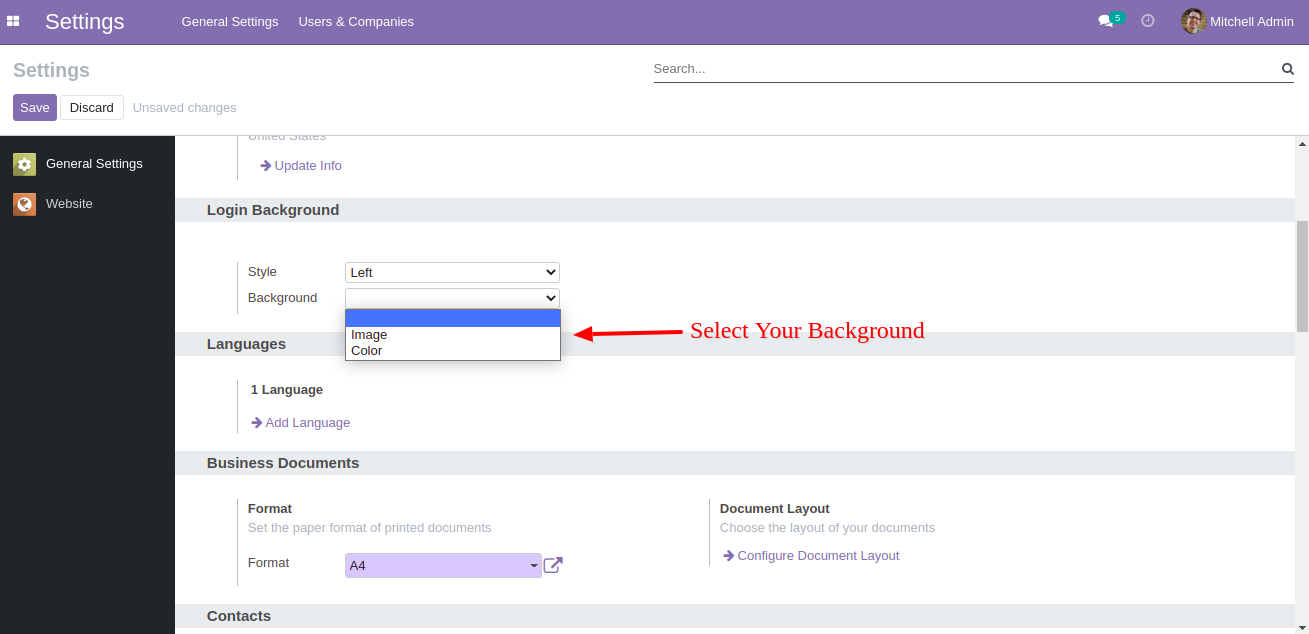 Settings General Settings Users & Companies 5 Mitchell Admin
Settings Search...
Save Discard Unsaved changes
United States
General Settings
Update Info
Website
Login Background
Style Left
Background
Image
Color
Select Your Background
Languages
1 Language
Add Language
Business Documents
Format Document Layout
Set the paper format of printed documents Choose the layout of your documents
Configure Document Layout
Format A4
Contacts